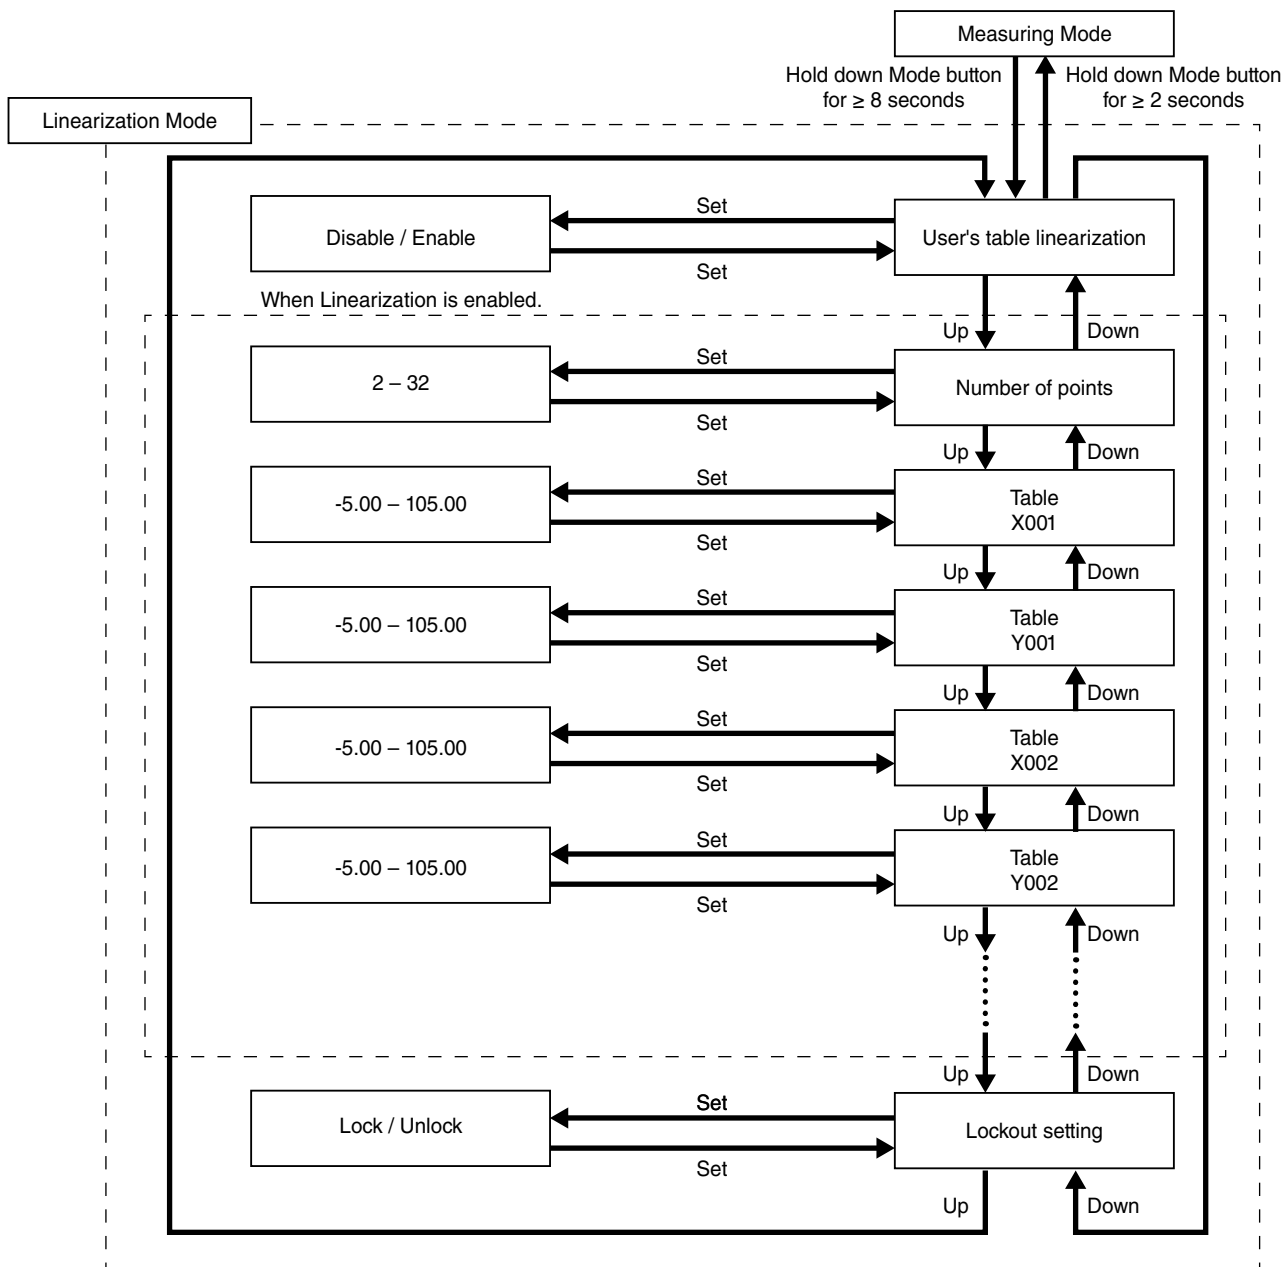 Measuring Mode
Hold down Mode button
for ≥ 8 seconds
Hold down Mode button
for ≥ 2 seconds
Linearization Mode
Set
Disable / Enable
User's table linearization
Set
When Linearization is enabled.
Up
Down
Set
2 – 32
Number of points
Set
Up
Down
Set
-5.00 – 105.00
Table
X001
Set
Up
Down
Set
-5.00 – 105.00
Table
Y001
Set
Up
Down
Set
-5.00 – 105.00
Table
X002
Set
Up
Down
Set
-5.00 – 105.00
Table
Y002
Set
Up
Down
Up
Down
Set
Lock / Unlock
Lockout setting
Set
Up
Down